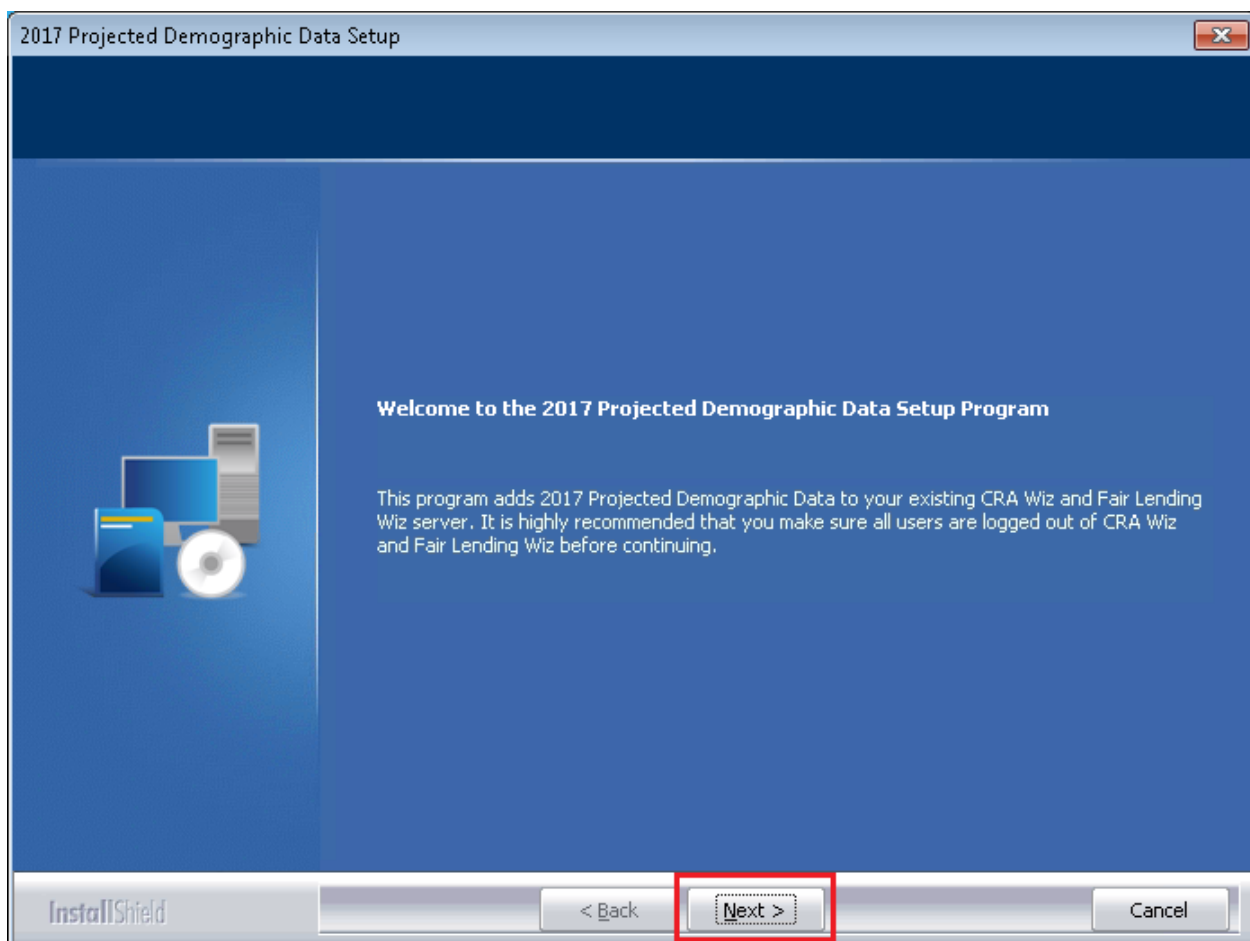 2017 Projected Demographic Data Setup
Welcome to the 2017 Projected Demographic Data Setup Program
This program adds 2017 Projected Demographic Data to your existing CRA Wiz and Fair Lending
Wiz server. It is highly recommended that you make sure all users are logged out of CRA Wiz
and Fair Lending Wiz before continuing.
InstallShield
< Back
Next >
Cancel